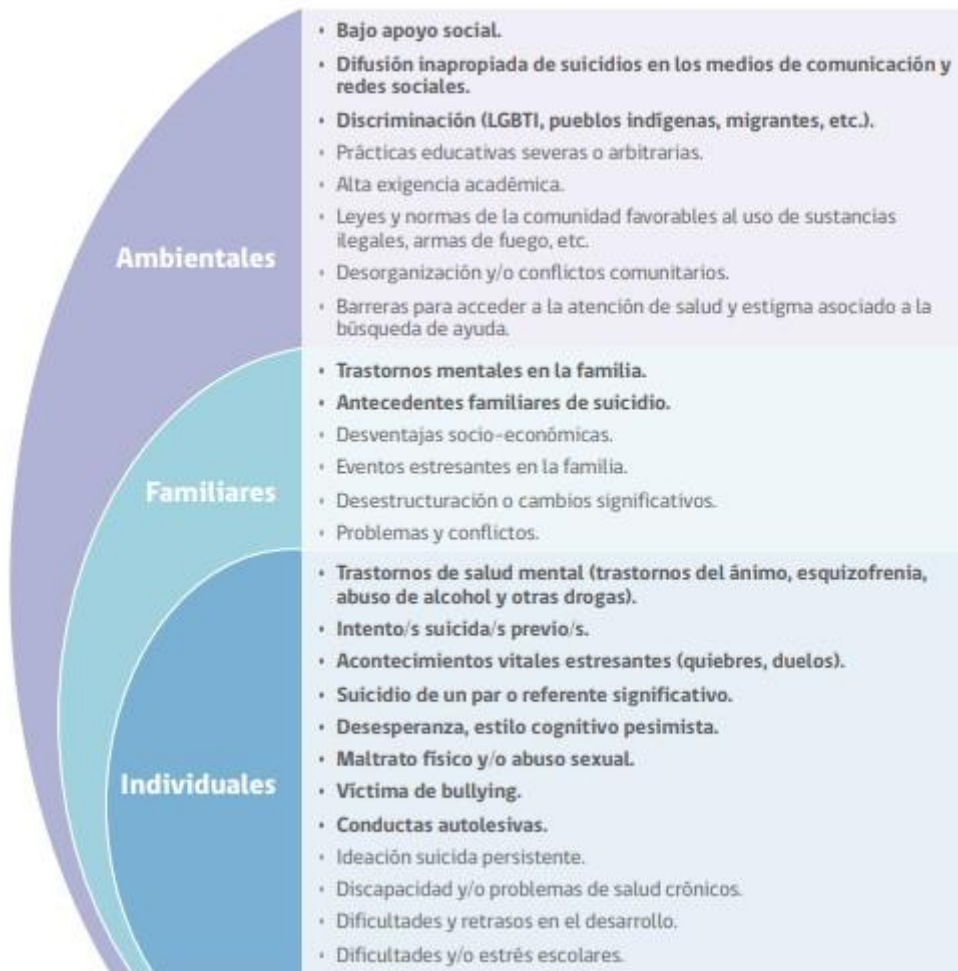 Ambientales
• Bajo apoyo social.
• Difusión inapropiada de suicidios en los medios de comunicación y
redes sociales.
• Discriminación (LGBTI, pueblos indígenas, migrantes, etc.).
• Prácticas educativas severas o arbitrarias.
• Alta exigencia académica.
• Leyes y normas de la comunidad favorables al uso de sustancias
ilegales, armas de fuego, etc.
• Desorganización y/o conflictos comunitarios.
• Barreras para acceder a la atención de salud y estigma asociado a la
búsqueda de ayuda.
Familiares
• Trastornos mentales en la familia.
• Antecedentes familiares de suicidio.
• Desventajas socio-económicas.
• Eventos estresantes en la familia.
• Desestructuración o cambios significativos.
• Problemas y conflictos.
Individuales
• Trastornos de salud mental (trastornos del ánimo, esquizofrenia,
abuso de alcohol y otras drogas).
• Intento/s suicida/s previo/s.
• Acontecimientos vitales estresantes (quiebres, duelos).
• Suicidio de un par o referente significativo.
• Desesperanza, estilo cognitivo pesimista.
• Maltrato físico y/o abuso sexual.
• Víctima de bullying.
• Conductas autolesivas.
• Ideación suicida persistente.
• Discapacidad y/o problemas de salud crónicos.
• Dificultades y retrasos en el desarrollo.
• Dificultades y/o estrés escolares.